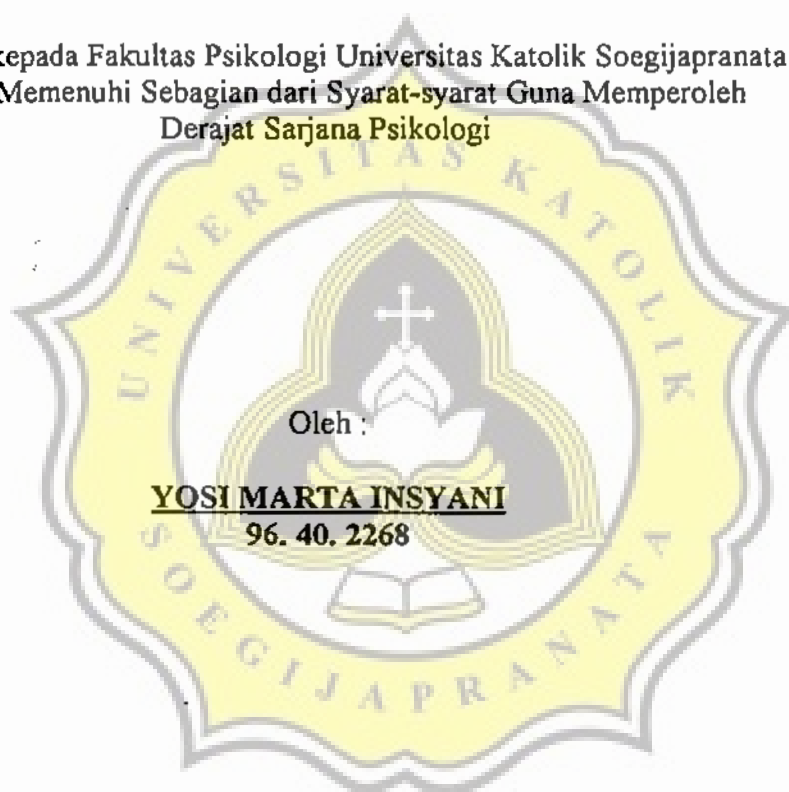 kepada Fakultas Psikologi Universitas Katolik Soegijapranata
Memenuhi Sebagian dari Syarat-syarat Guna Memperoleh
Derajat Sarjana Psikologi
UNIVERSITAS KATOLIK
Oleh :
YOSI MARTA INSYANI
96. 40. 2268
SOEGIJAPRANATA